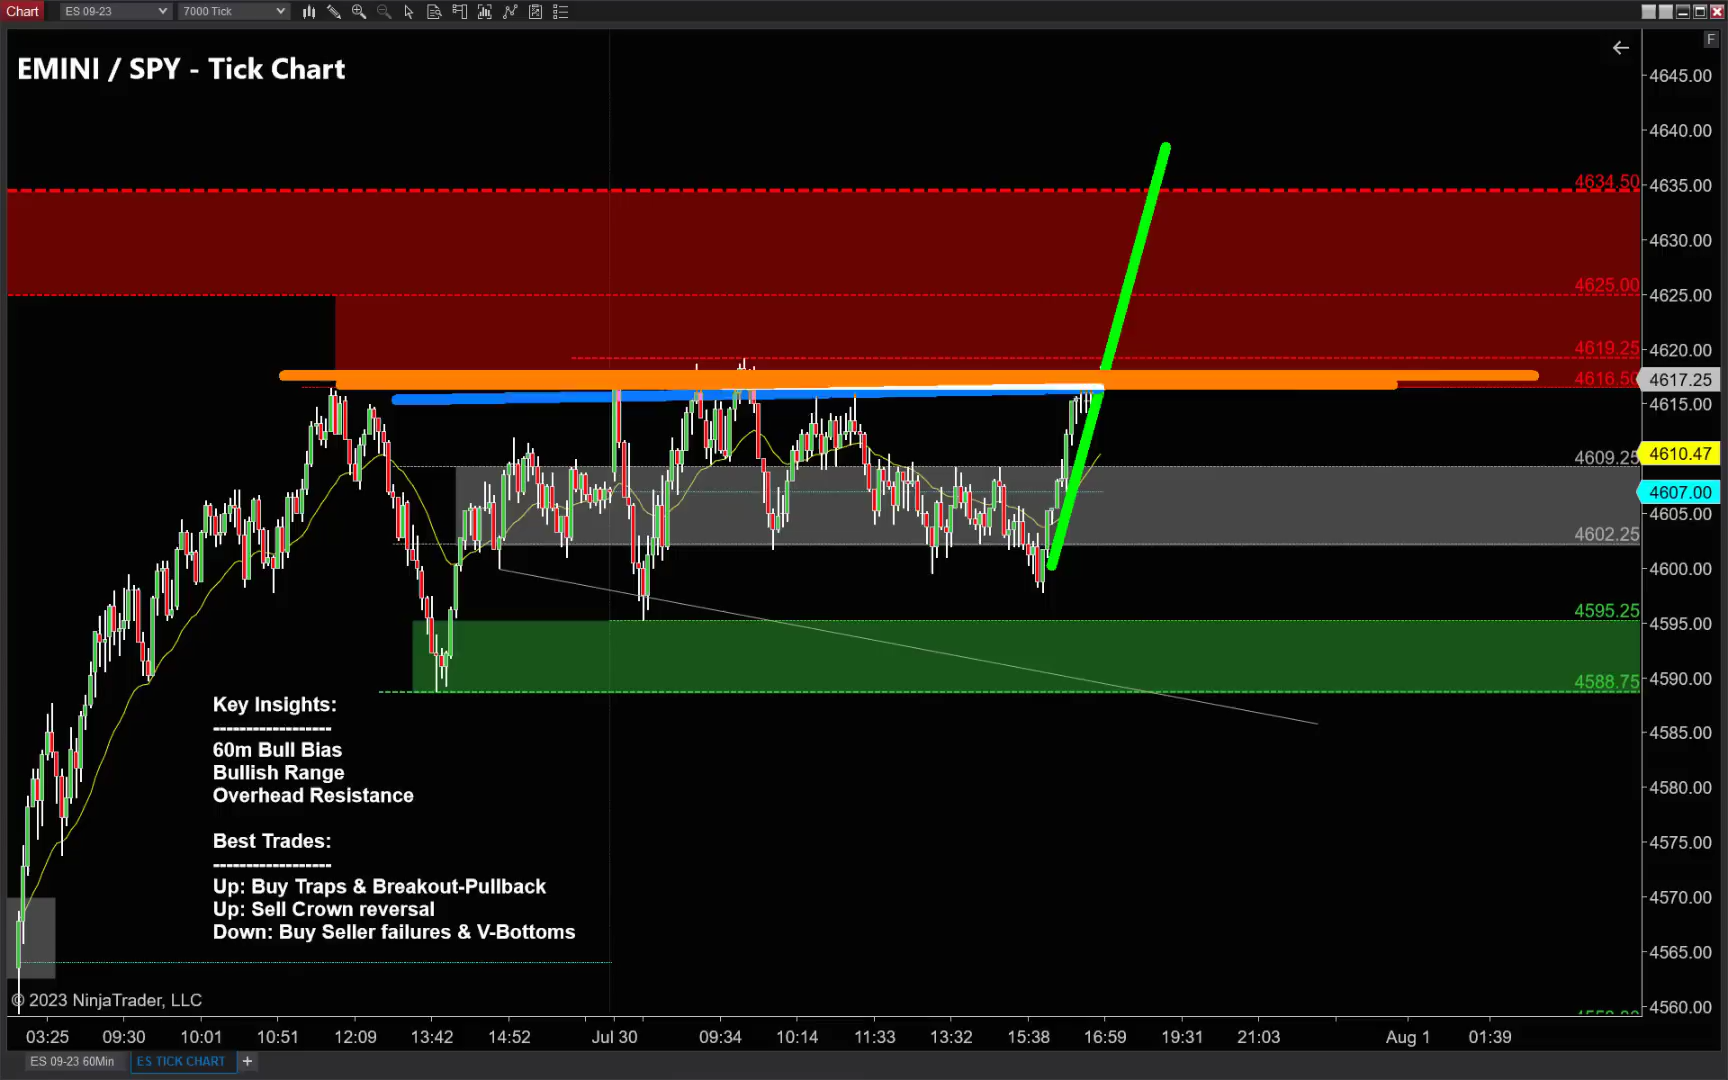 Chart
ES 09-23
7000 Tick
F
EMINI / SPY - Tick Chart
4645.00
4640.00
4634.50
4635.00
4630.00
4625.00
4625.00
4619.25
4620.00
4616.50
4617.25
4615.00
4609.25
4610.47
4607.00
4605.00
4602.25
4600.00
4595.25
4595.00
4588.75
4590.00
4585.00
4580.00
4575.00
4570.00
4565.00
4560.00
Key Insights:
------------------
60m Bull Bias
Bullish Range
Overhead Resistance
Best Trades:
------------------
Up: Buy Traps & Breakout-Pullback
Up: Sell Crown reversal
Down: Buy Seller failures & V-Bottoms
© 2023 NinjaTrader, LLC
03:25 09:30 10:01 10:51 12:09 13:42 14:52 Jul 30 09:34 10:14 11:33 13:32 15:38 16:59 19:31 21:03 Aug 1 01:39
ES 09-23 60Min ES TICK CHART +